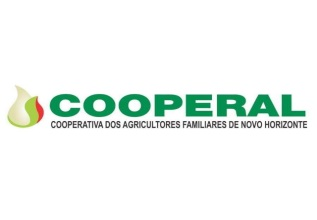 COOPERAL
COOPERATIVA DOS AGRICULTORES FAMILIARES DE NOVO HORIZONTE